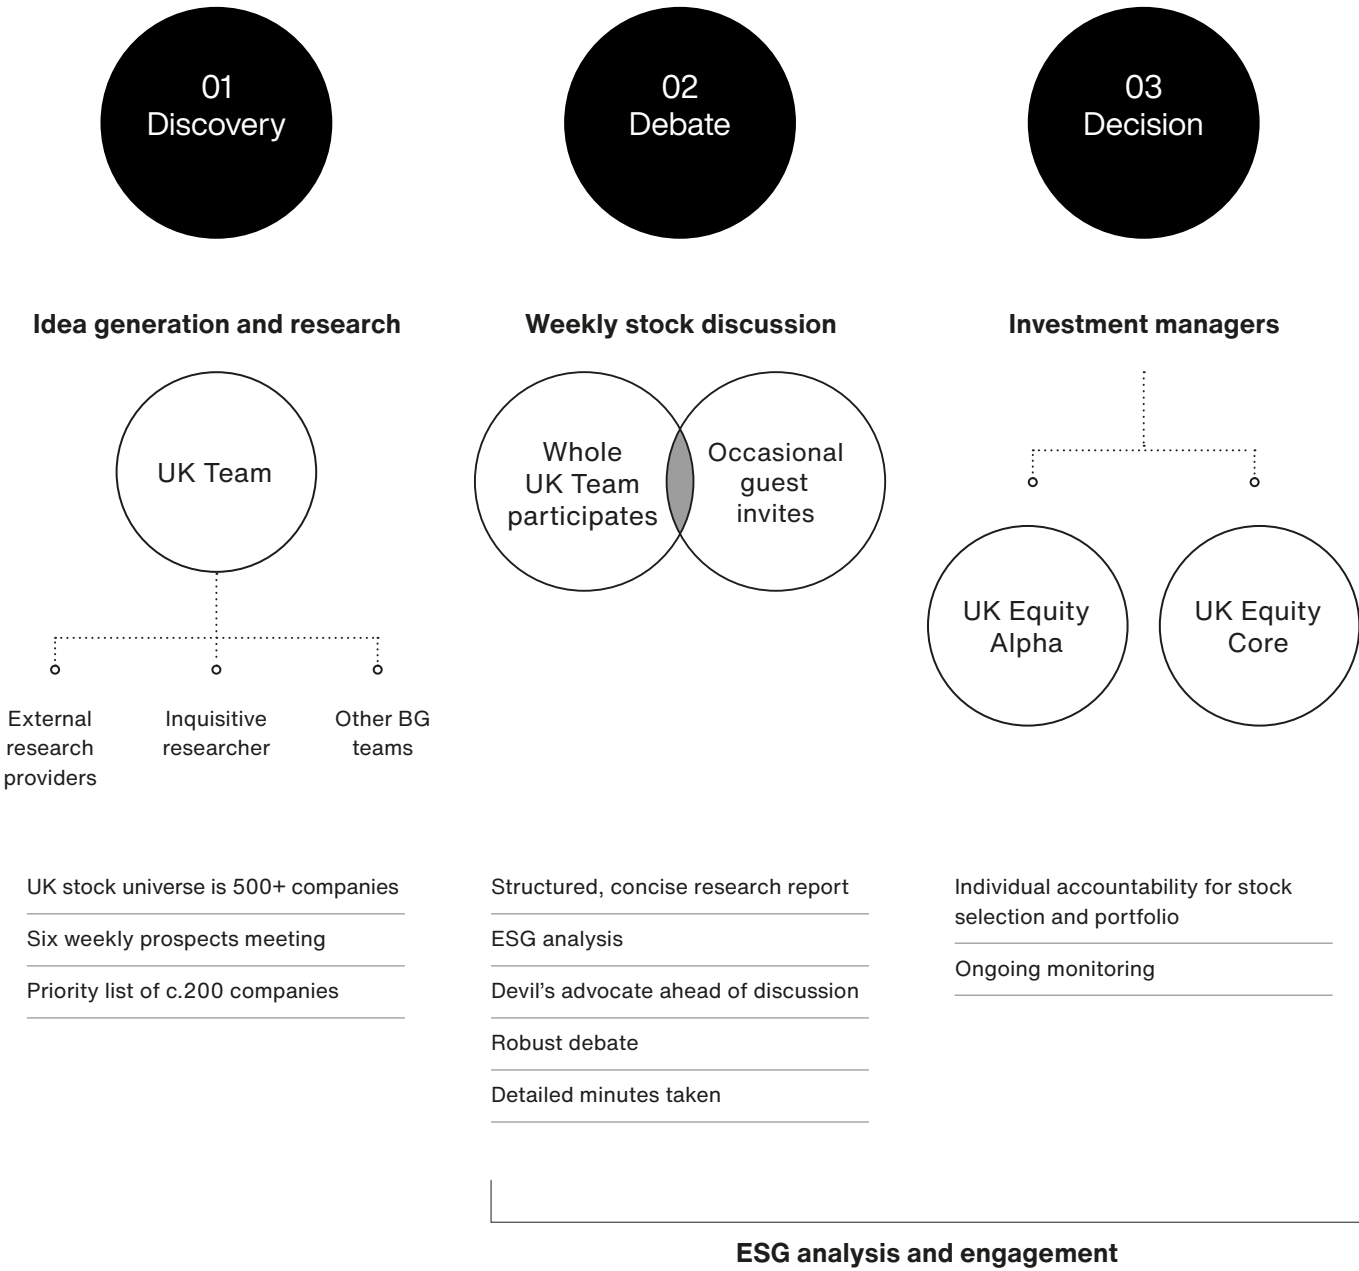 01
Discovery
02
Debate
03
Decision
Idea generation and research
Weekly stock discussion
Investment managers
UK Team
Whole
UK Team
participates
Occasional
guest
invites
UK Equity
Alpha
UK Equity
Core
External
research
providers
Inquisitive
researcher
Other BG
teams
UK stock universe is 500+ companies
Six weekly prospects meeting
Priority list of c.200 companies
Structured, concise research report
ESG analysis
Devil’s advocate ahead of discussion
Robust debate
Detailed minutes taken
Individual accountability for stock
selection and portfolio
Ongoing monitoring
ESG analysis and engagement